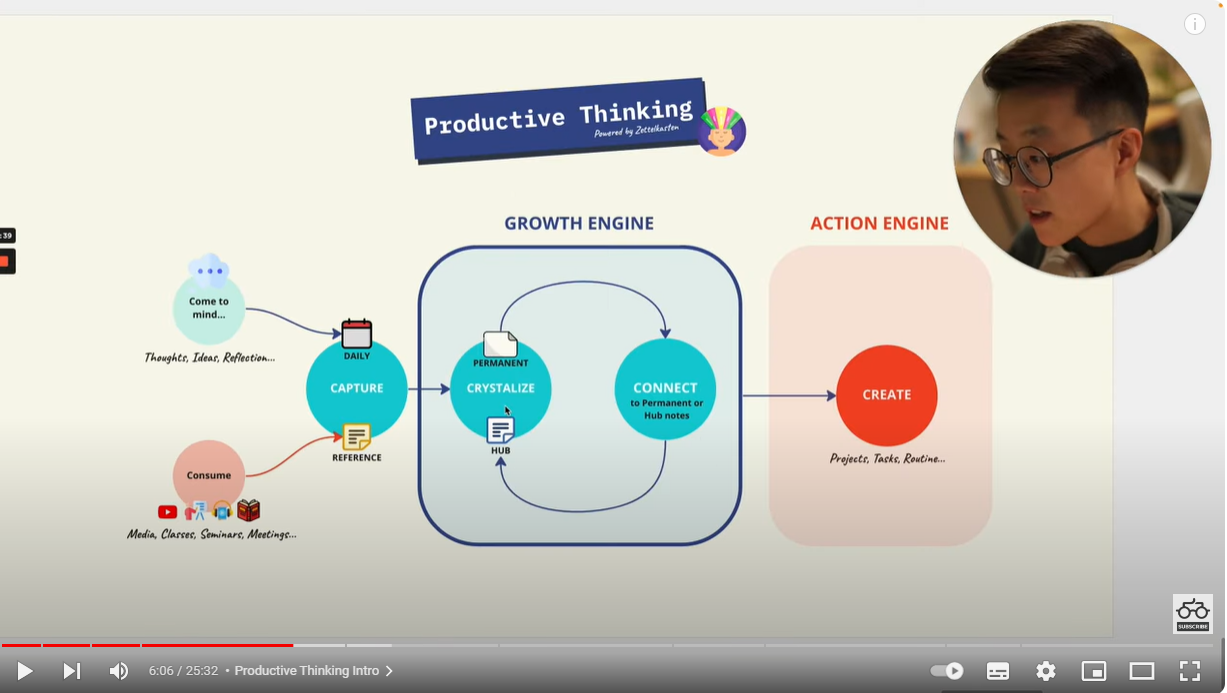 Productive Thinking
Powered by Zettelkasten
:39
GROWTH ENGINE
ACTION ENGINE
Come to
mind...
Thoughts, Ideas, Reflection...
DAILY
CAPTURE
REFERENCE
Consume
Media, Classes, Seminars, Meetings...
PERMANENT
CRYSTALIZE
HUB
CONNECT
to Permanent or
Hub notes
CREATE
Projects, Tasks, Routine...
SUBSCRIBE
6:06 / 25:32 • Productive Thinking Intro